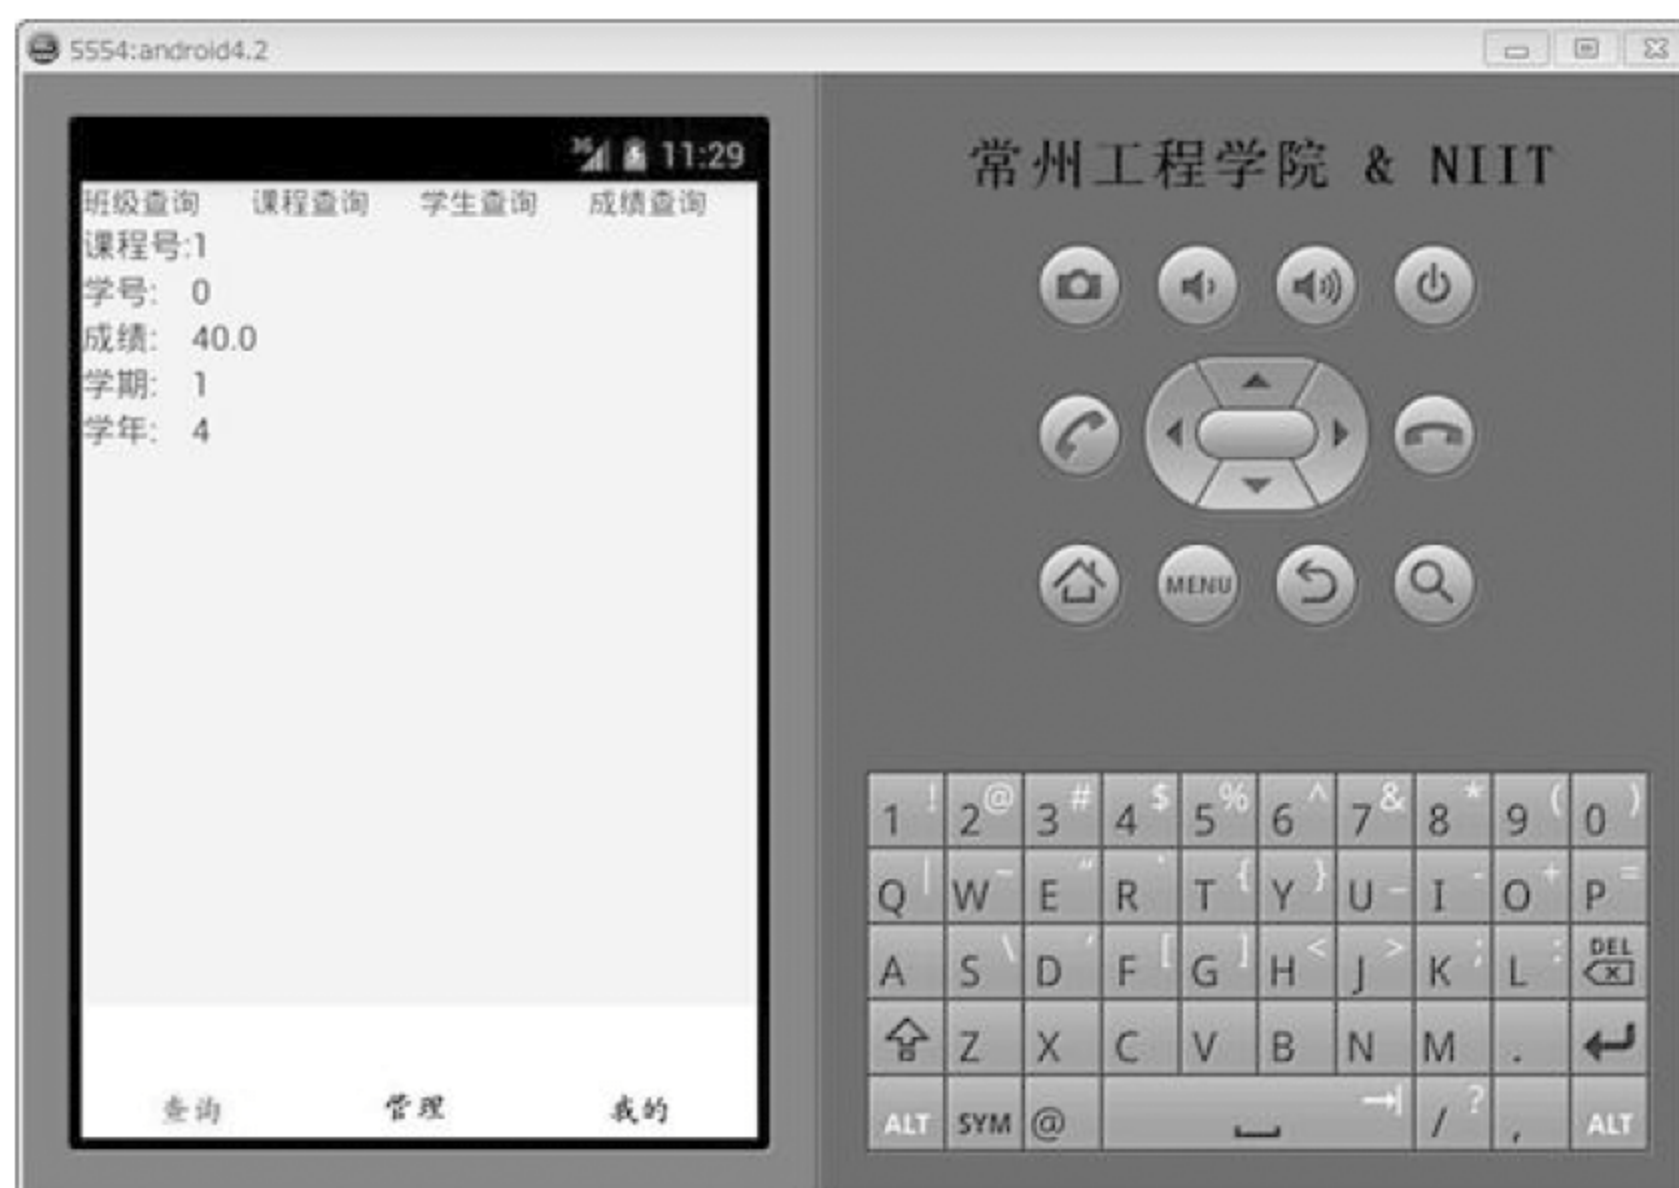 5554:android4.2
3G 11:29
班级查询 课程查询 学生查询 成绩查询
课程号:1
学号: 0
成绩: 40.0
学期: 1
学年: 4
查询 管理 我的
常州工程学院 & NIIT
MENU
1 ! 2 @ 3 # 4 $ 5 % 6 ^ 7 & 8 * 9 ( 0 )
Q | W ~ E " R ` T { Y } U _ I - O + P =
A S \ D ' F [ G ] H < J > K ; L : DEL
Z X C V B N M .
ALT SYM @ / ? , ALT